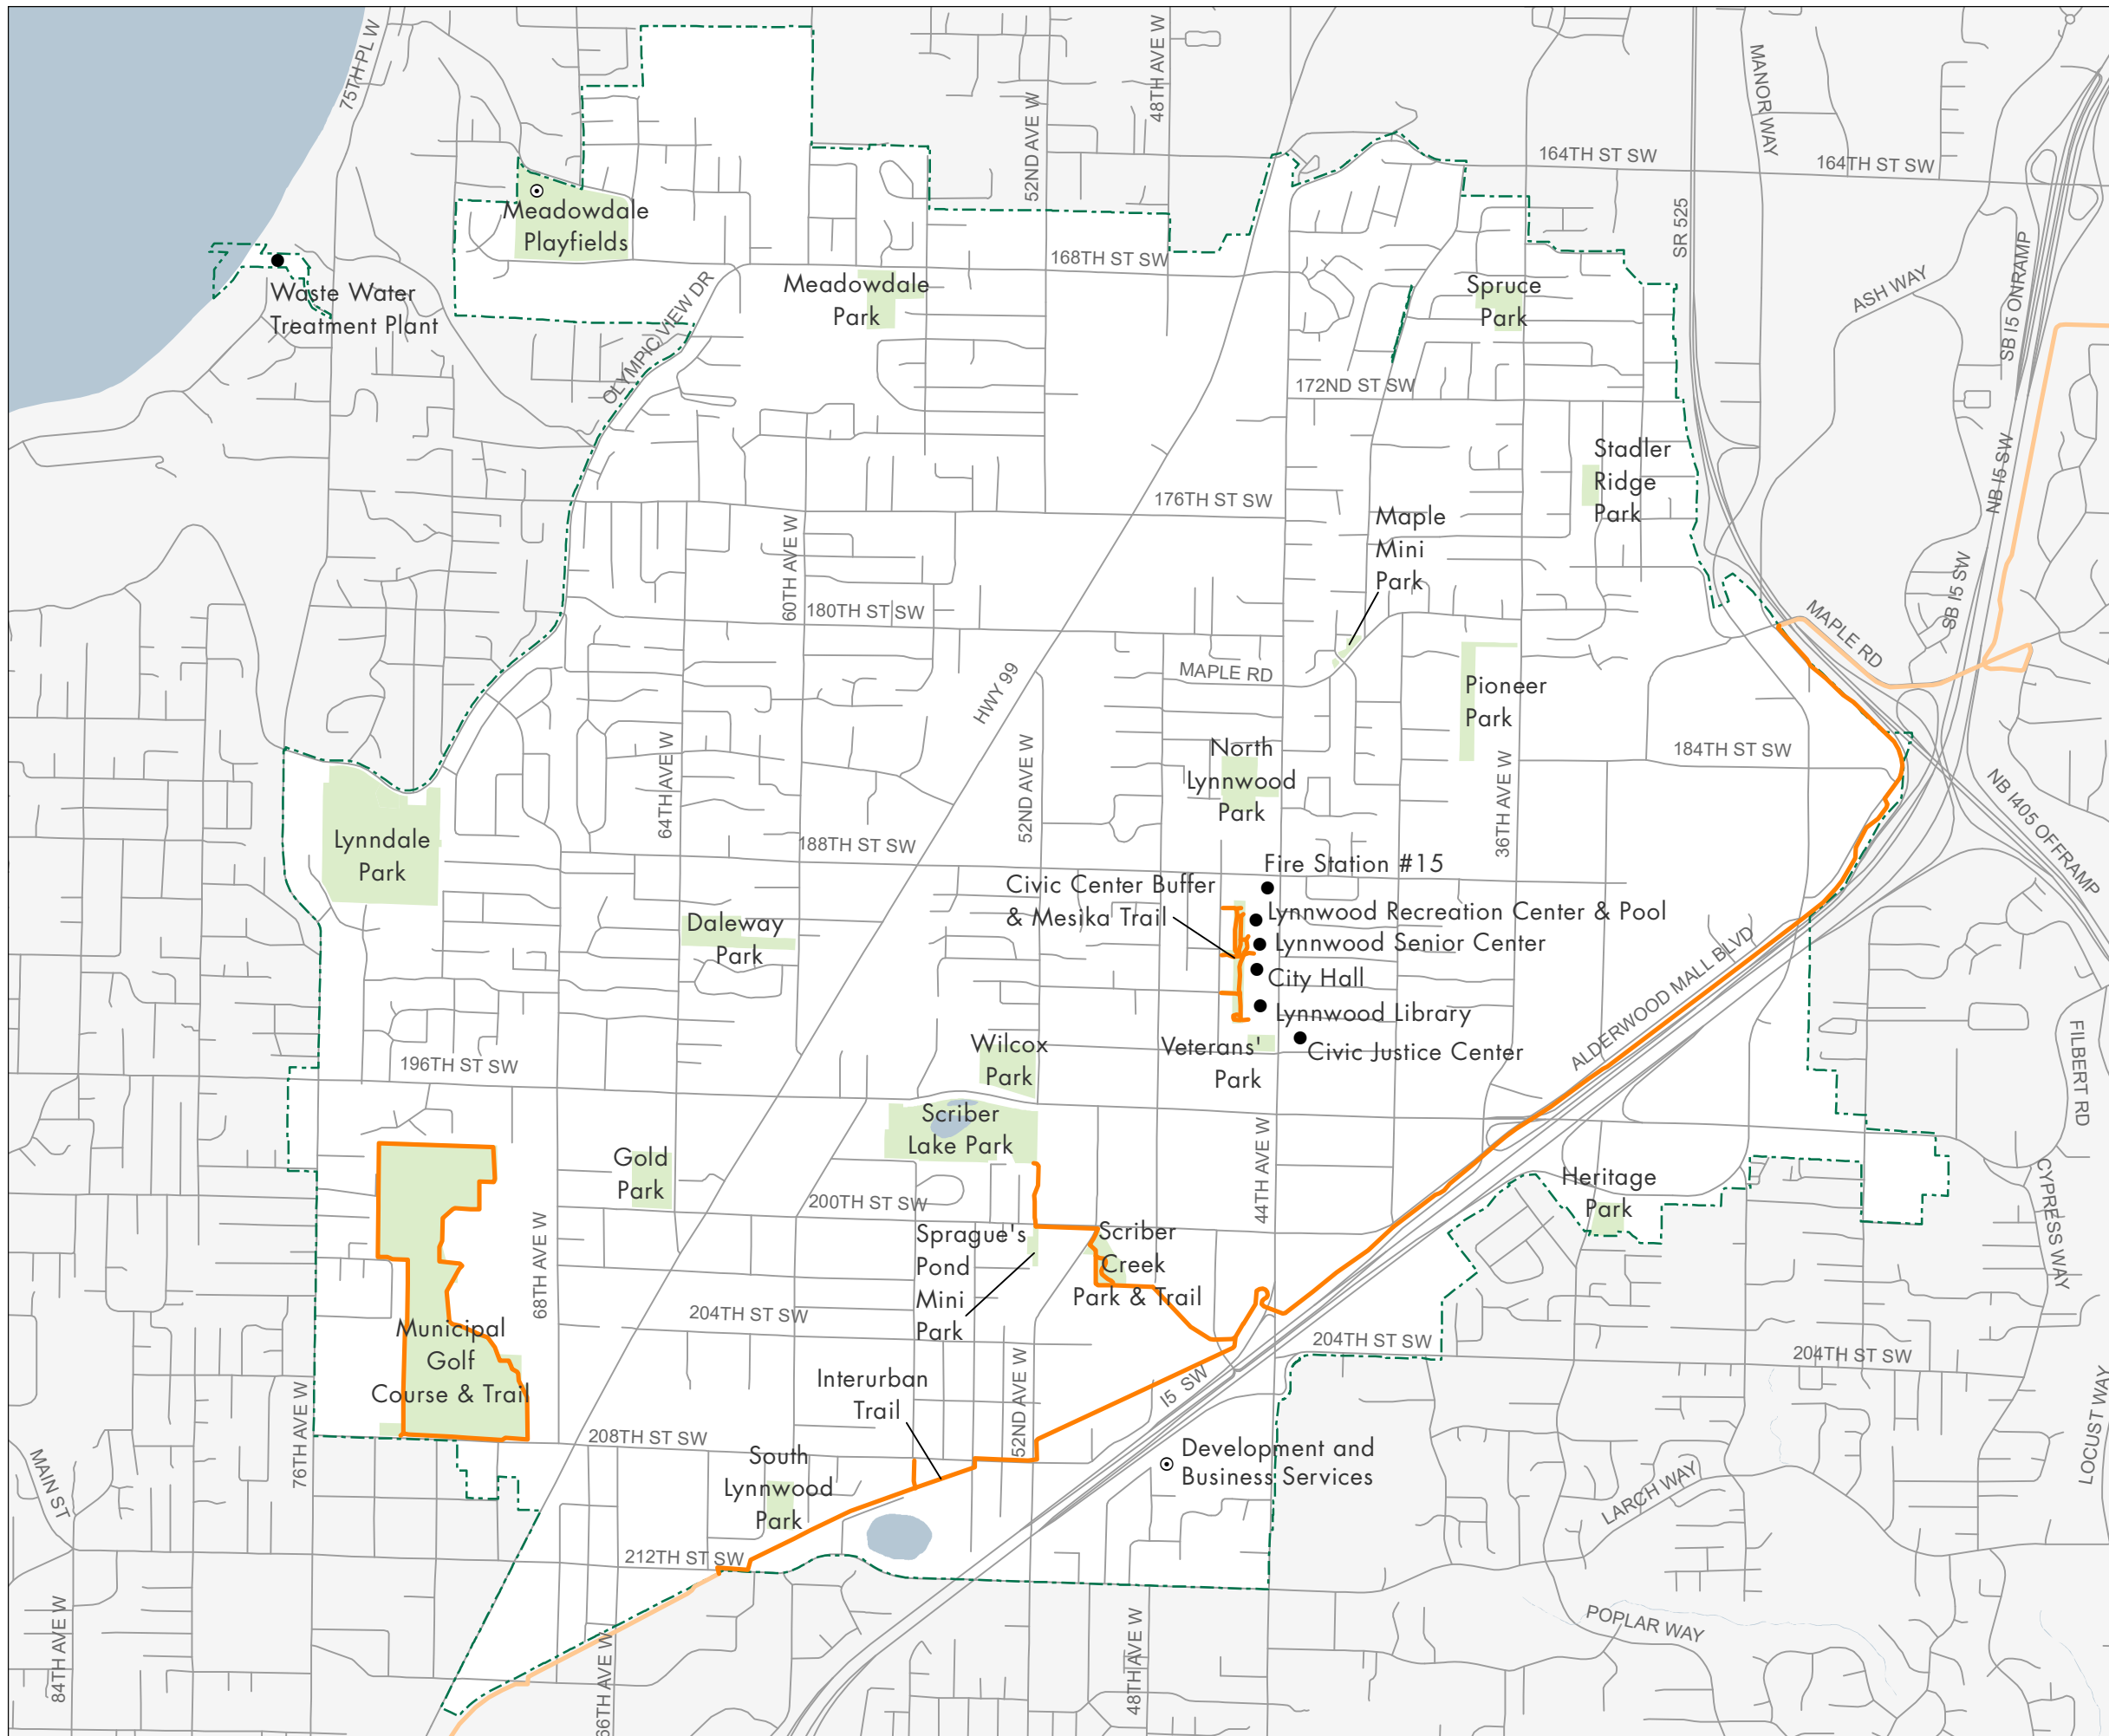 75TH PL W
48TH AVE W
52ND AVE W
MANOR WAY
164TH ST SW
164TH ST SW
SR 525
Meadowdale
Playfields
168TH ST SW
SB I5 ONRAMP
Waste Water
Treatment Plant
OLYMPIC VIEW DR
Meadowdale
Park
Spruce
Park
ASH WAY
172ND ST SW
Stadler
Ridge
Park
NB I5 SW
176TH ST SW
Maple
Mini
Park
60TH AVE W
180TH ST SW
SB I5 SW
MAPLE RD
HWY 99
MAPLE RD
Pioneer
Park
184TH ST SW
North
Lynnwood
Park
64TH AVE W
52ND AVE W
36TH AVE W
NB I405 OFFRAMP
Lynndale
Park
188TH ST SW
Fire Station #15
Civic Center Buffer
& Mesika Trail
Lynnwood Recreation Center & Pool
Lynnwood Senior Center
City Hall
Lynnwood Library
Civic Justice Center
Daleway
Park
ALDERWOOD MALL BLVD
Wilcox
Park
Veterans'
Park
196TH ST SW
FILBERT RD
Scriber
Lake Park
44TH AVE W
Gold
Park
Heritage
Park
CYPRESS WAY
200TH ST SW
Sprague's
Pond
Mini
Park
Scriber
Creek
Park & Trail
68TH AVE W
204TH ST SW
204TH ST SW
204TH ST SW
Municipal
Golf
Course & Trail
Interurban
Trail
52ND AVE W
I5 SW
76TH AVE W
LOCUST WAY
208TH ST SW
MAIN ST
South
Lynnwood
Park
Development and
Business Services
LARCH WAY
212TH ST SW
84TH AVE W
66TH AVE W
48TH AVE W
POPLAR WAY